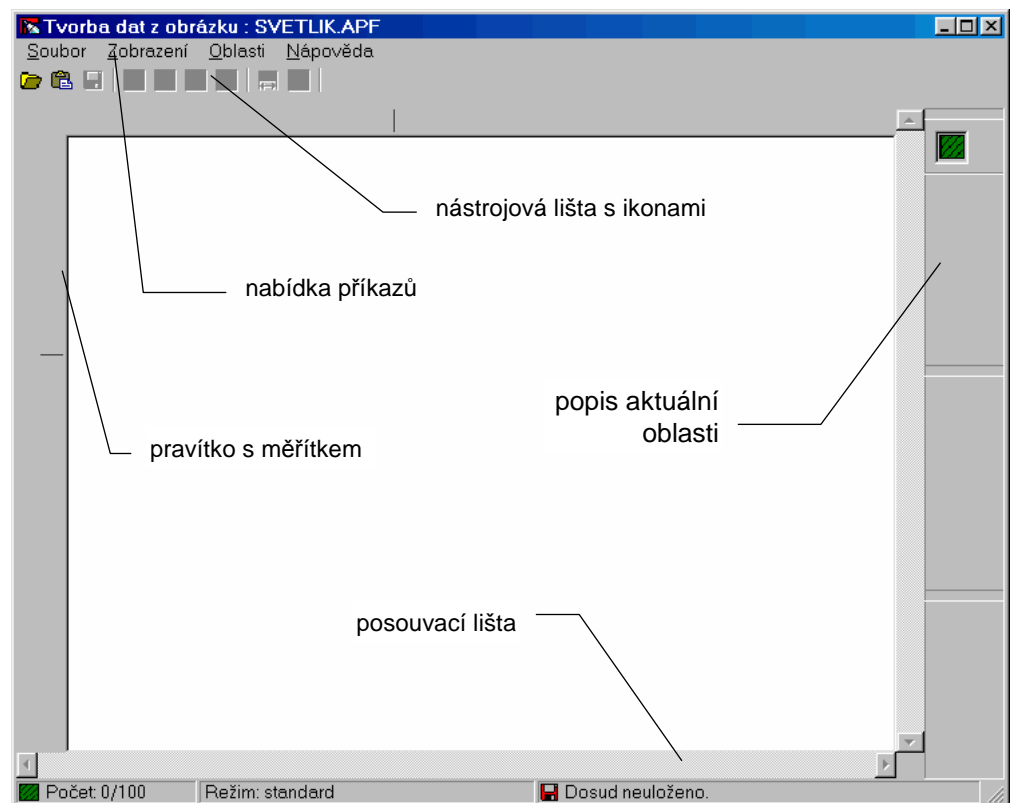 Tvorba dat z obrázku : SVETLIK.APF
Soubor Zobrazení Oblasti Nápověda
nástrojová lišta s ikonami
nabídka příkazů
popis aktuální
oblasti
pravítko s měřítkem
posouvací lišta
Počet: 0/100 Režim: standard Dosud neuloženo.